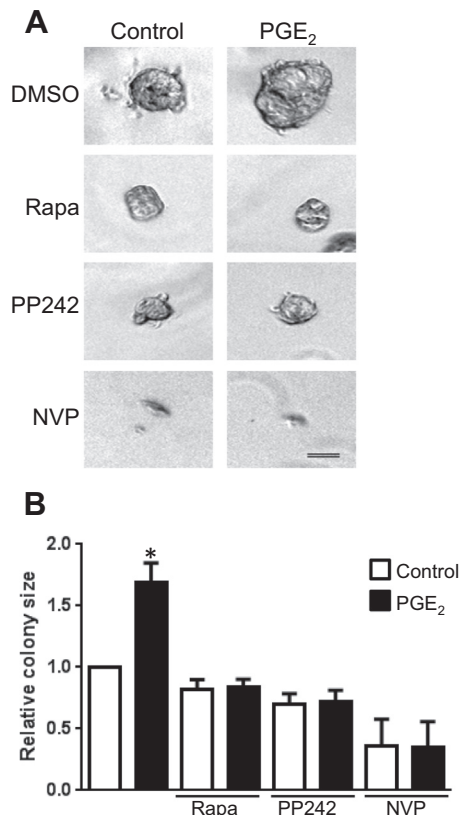 A
Control PGE₂
DMSO
Rapa
PP242
NVP
B
2.0
1.5
1.0
0.5
0.0
Relative colony size
*
Control
PGE₂
Rapa PP242 NVP